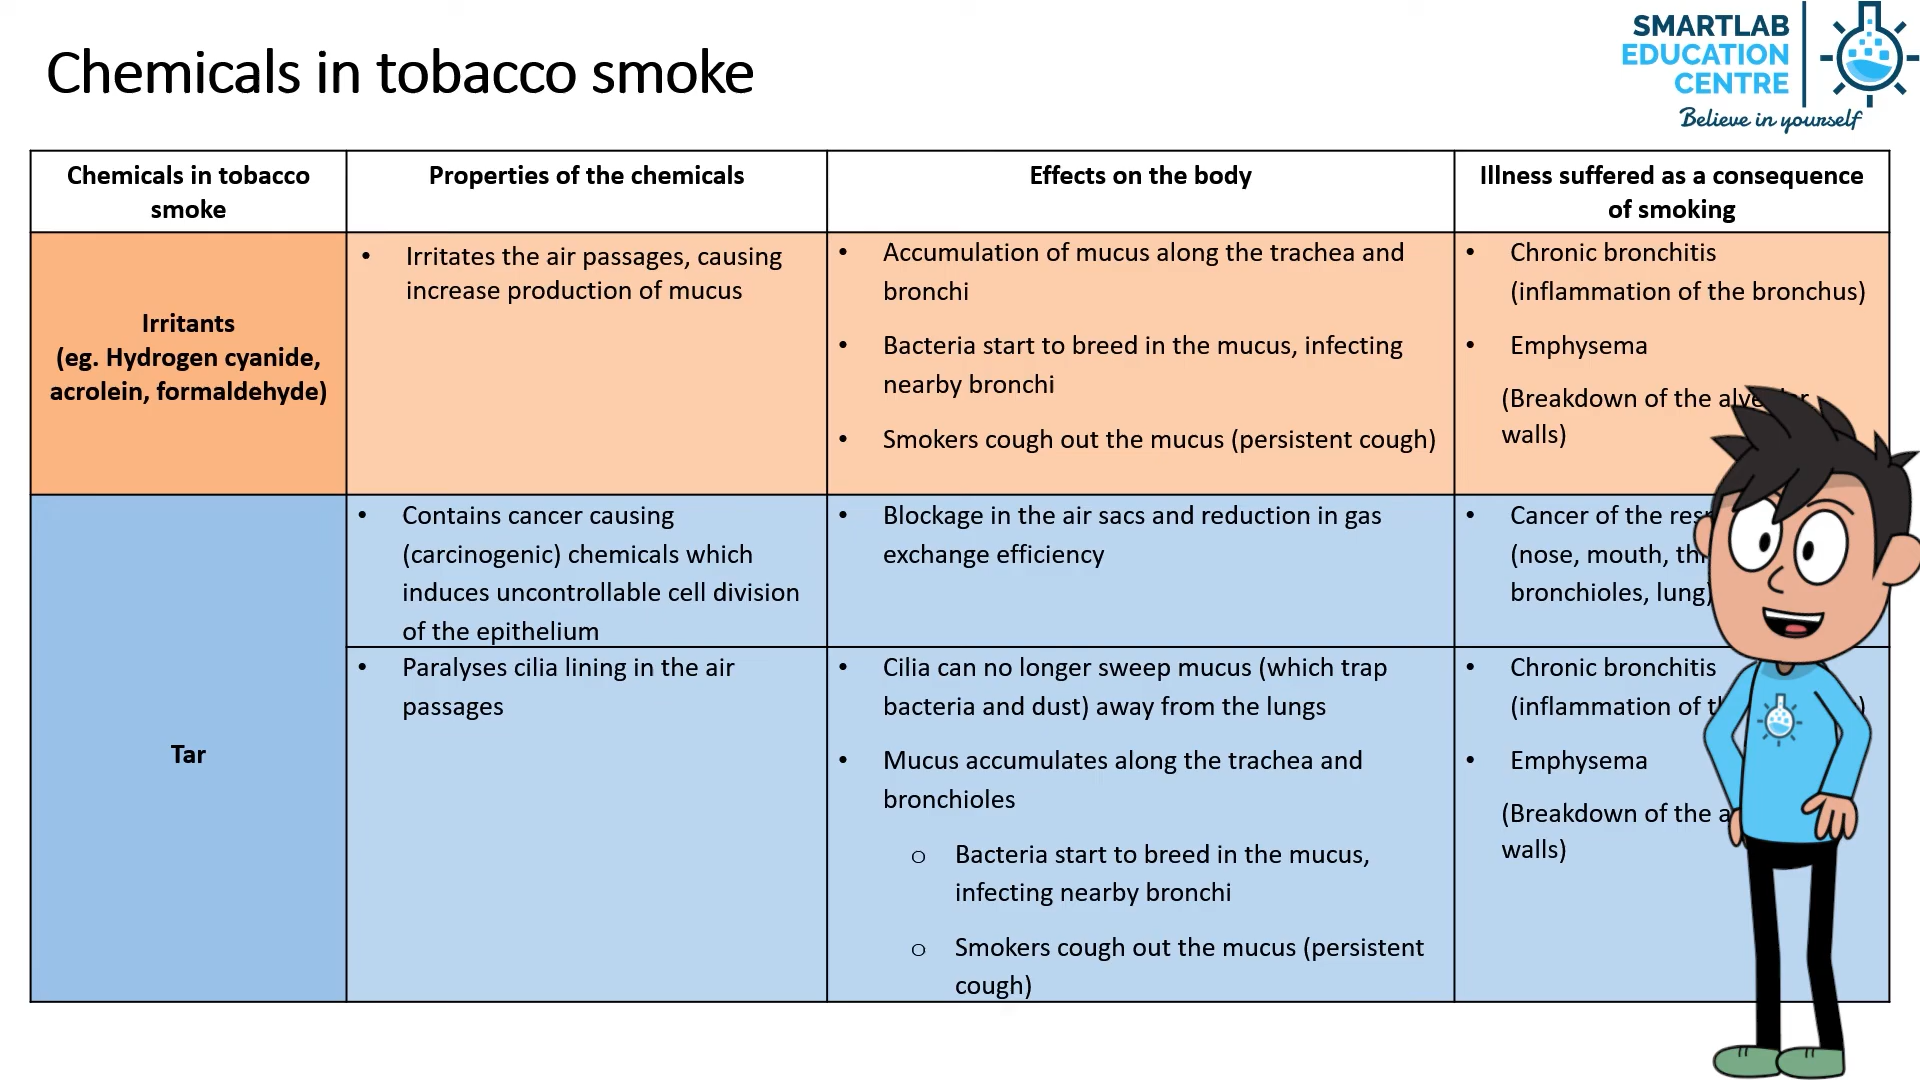 Chemicals in tobacco smoke
SMARTLAB
EDUCATION
CENTRE
Believe in yourself
Chemicals in tobacco
smoke
Properties of the chemicals
Effects on the body
Illness suffered as a consequence
of smoking
Irritants
(eg. Hydrogen cyanide,
acrolein, formaldehyde)
• Irritates the air passages, causing
increase production of mucus
• Accumulation of mucus along the trachea and
bronchi
• Bacteria start to breed in the mucus, infecting
nearby bronchi
• Smokers cough out the mucus (persistent cough)
• Chronic bronchitis
(inflammation of the bronchus)
• Emphysema
(Breakdown of the
walls)
Tar
• Contains cancer causing
(carcinogenic) chemicals which
induces uncontrollable cell division
of the epithelium
• Blockage in the air sacs and reduction in gas
exchange efficiency
• Cancer of the
(nose, mouth,
bronchioles, lung)
• Paralyses cilia lining in the air
passages
• Cilia can no longer sweep mucus (which trap
bacteria and dust) away from the lungs
• Mucus accumulates along the trachea and
bronchioles
o Bacteria start to breed in the mucus,
infecting nearby bronchi
o Smokers cough out the mucus (persistent
cough)
• Chronic bronchitis
(inflammation of
• Emphysema
(Breakdown of the
walls)